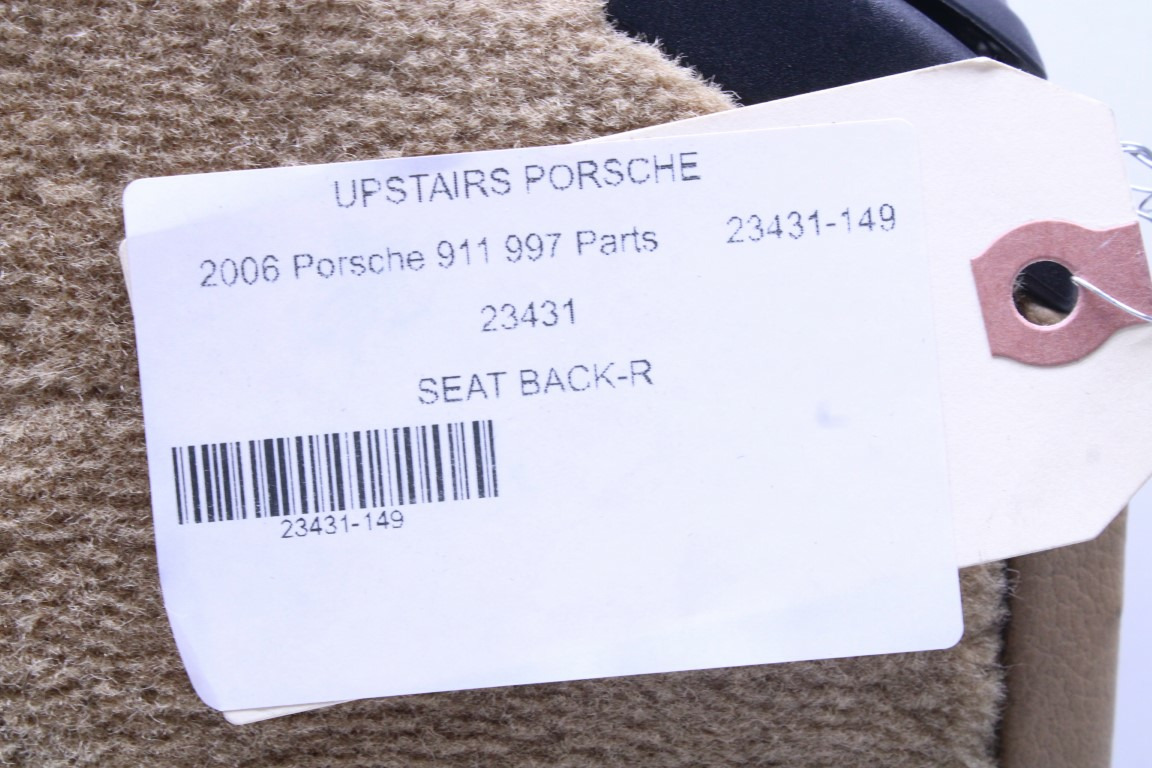 UPSTAIRS PORSCHE
2006 Porsche 911 997 Parts 23431-149
23431
SEAT BACK-R
23431-149